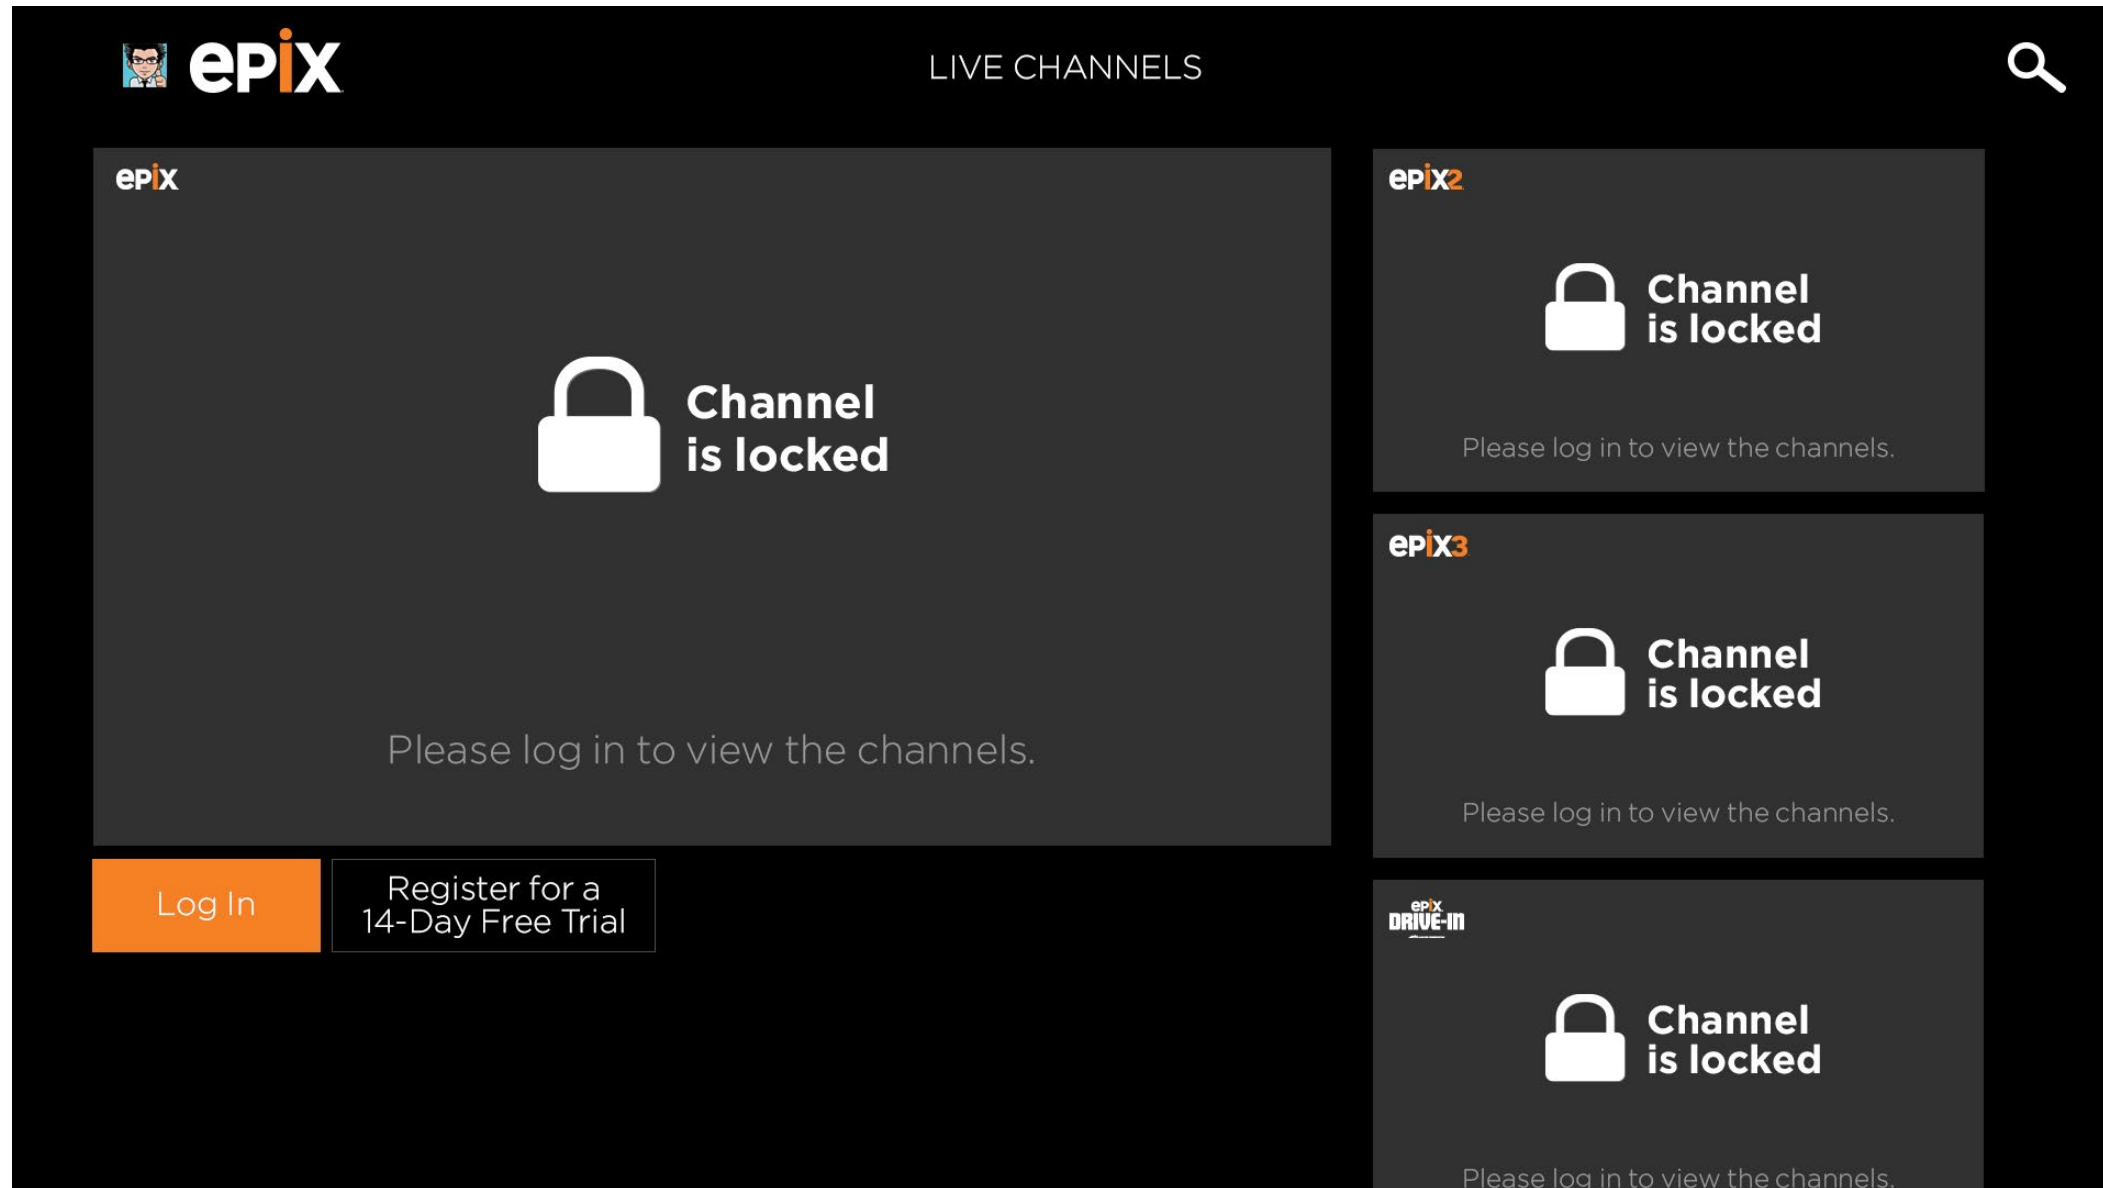 epix
LIVE CHANNELS
epix
Channel
is locked
Please log in to view the channels.
Log In
Register for a
14-Day Free Trial
epix2
Channel
is locked
Please log in to view the channels.
epix3
Channel
is locked
Please log in to view the channels.
epix
DRIVE-IN
Channel
is locked
Please log in to view the channels.